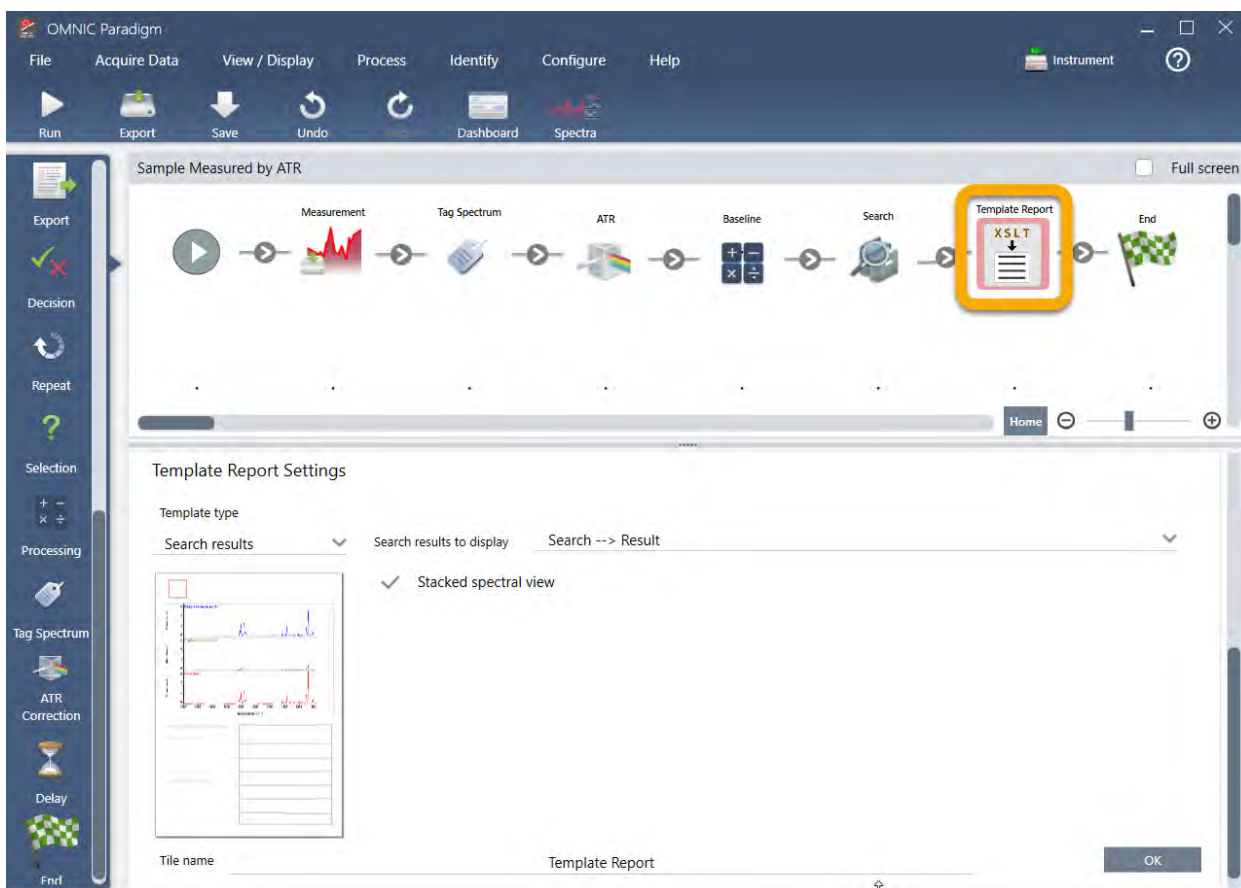 OMNIC Paradigm
File Acquire Data View / Display Process Identify Configure Help Instrument ?
Run Export Save Undo Dashboard Spectra
Sample Measured by ATR Full screen
Export
Decision
Repeat
?
Selection
Processing
Tag Spectrum
ATR
Correction
Delay
End
Measurement Tag Spectrum ATR Baseline Search Template Report End
XSLT
Home
Template Report Settings
Template type
Search results
Search results to display Search --> Result
Stacked spectral view
Tile name Template Report OK